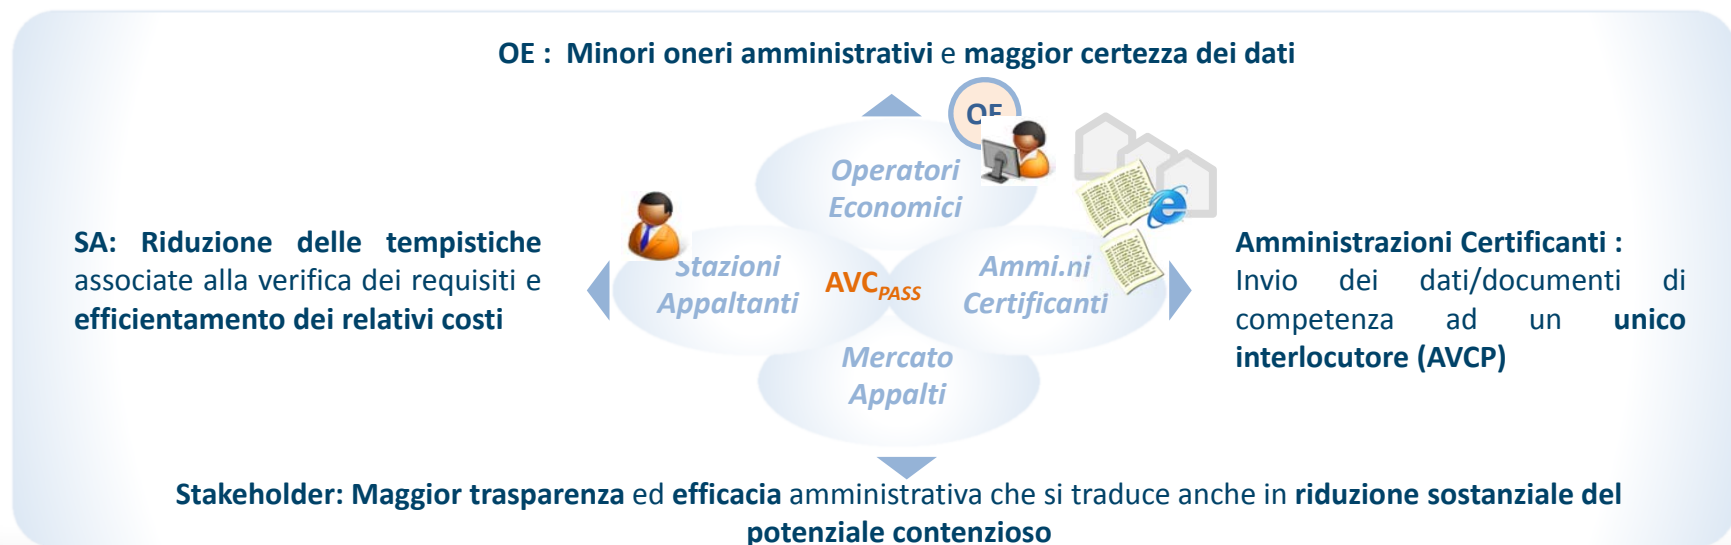 OE : Minori oneri amministrativi e maggior certezza dei dati
OE
Operatori
Economici
SA: Riduzione delle tempistiche
associate alla verifica dei requisiti e
efficientamento dei relativi costi
Stazioni
Appaltanti
AVCPASS
Ammi.ni
Certificanti
Amministrazioni Certificanti :
Invio dei dati/documenti di
competenza ad un unico
interlocutore (AVCP)
Mercato
Appalti
Stakeholder: Maggior trasparenza ed efficacia amministrativa che si traduce anche in riduzione sostanziale del
potenziale contenzioso